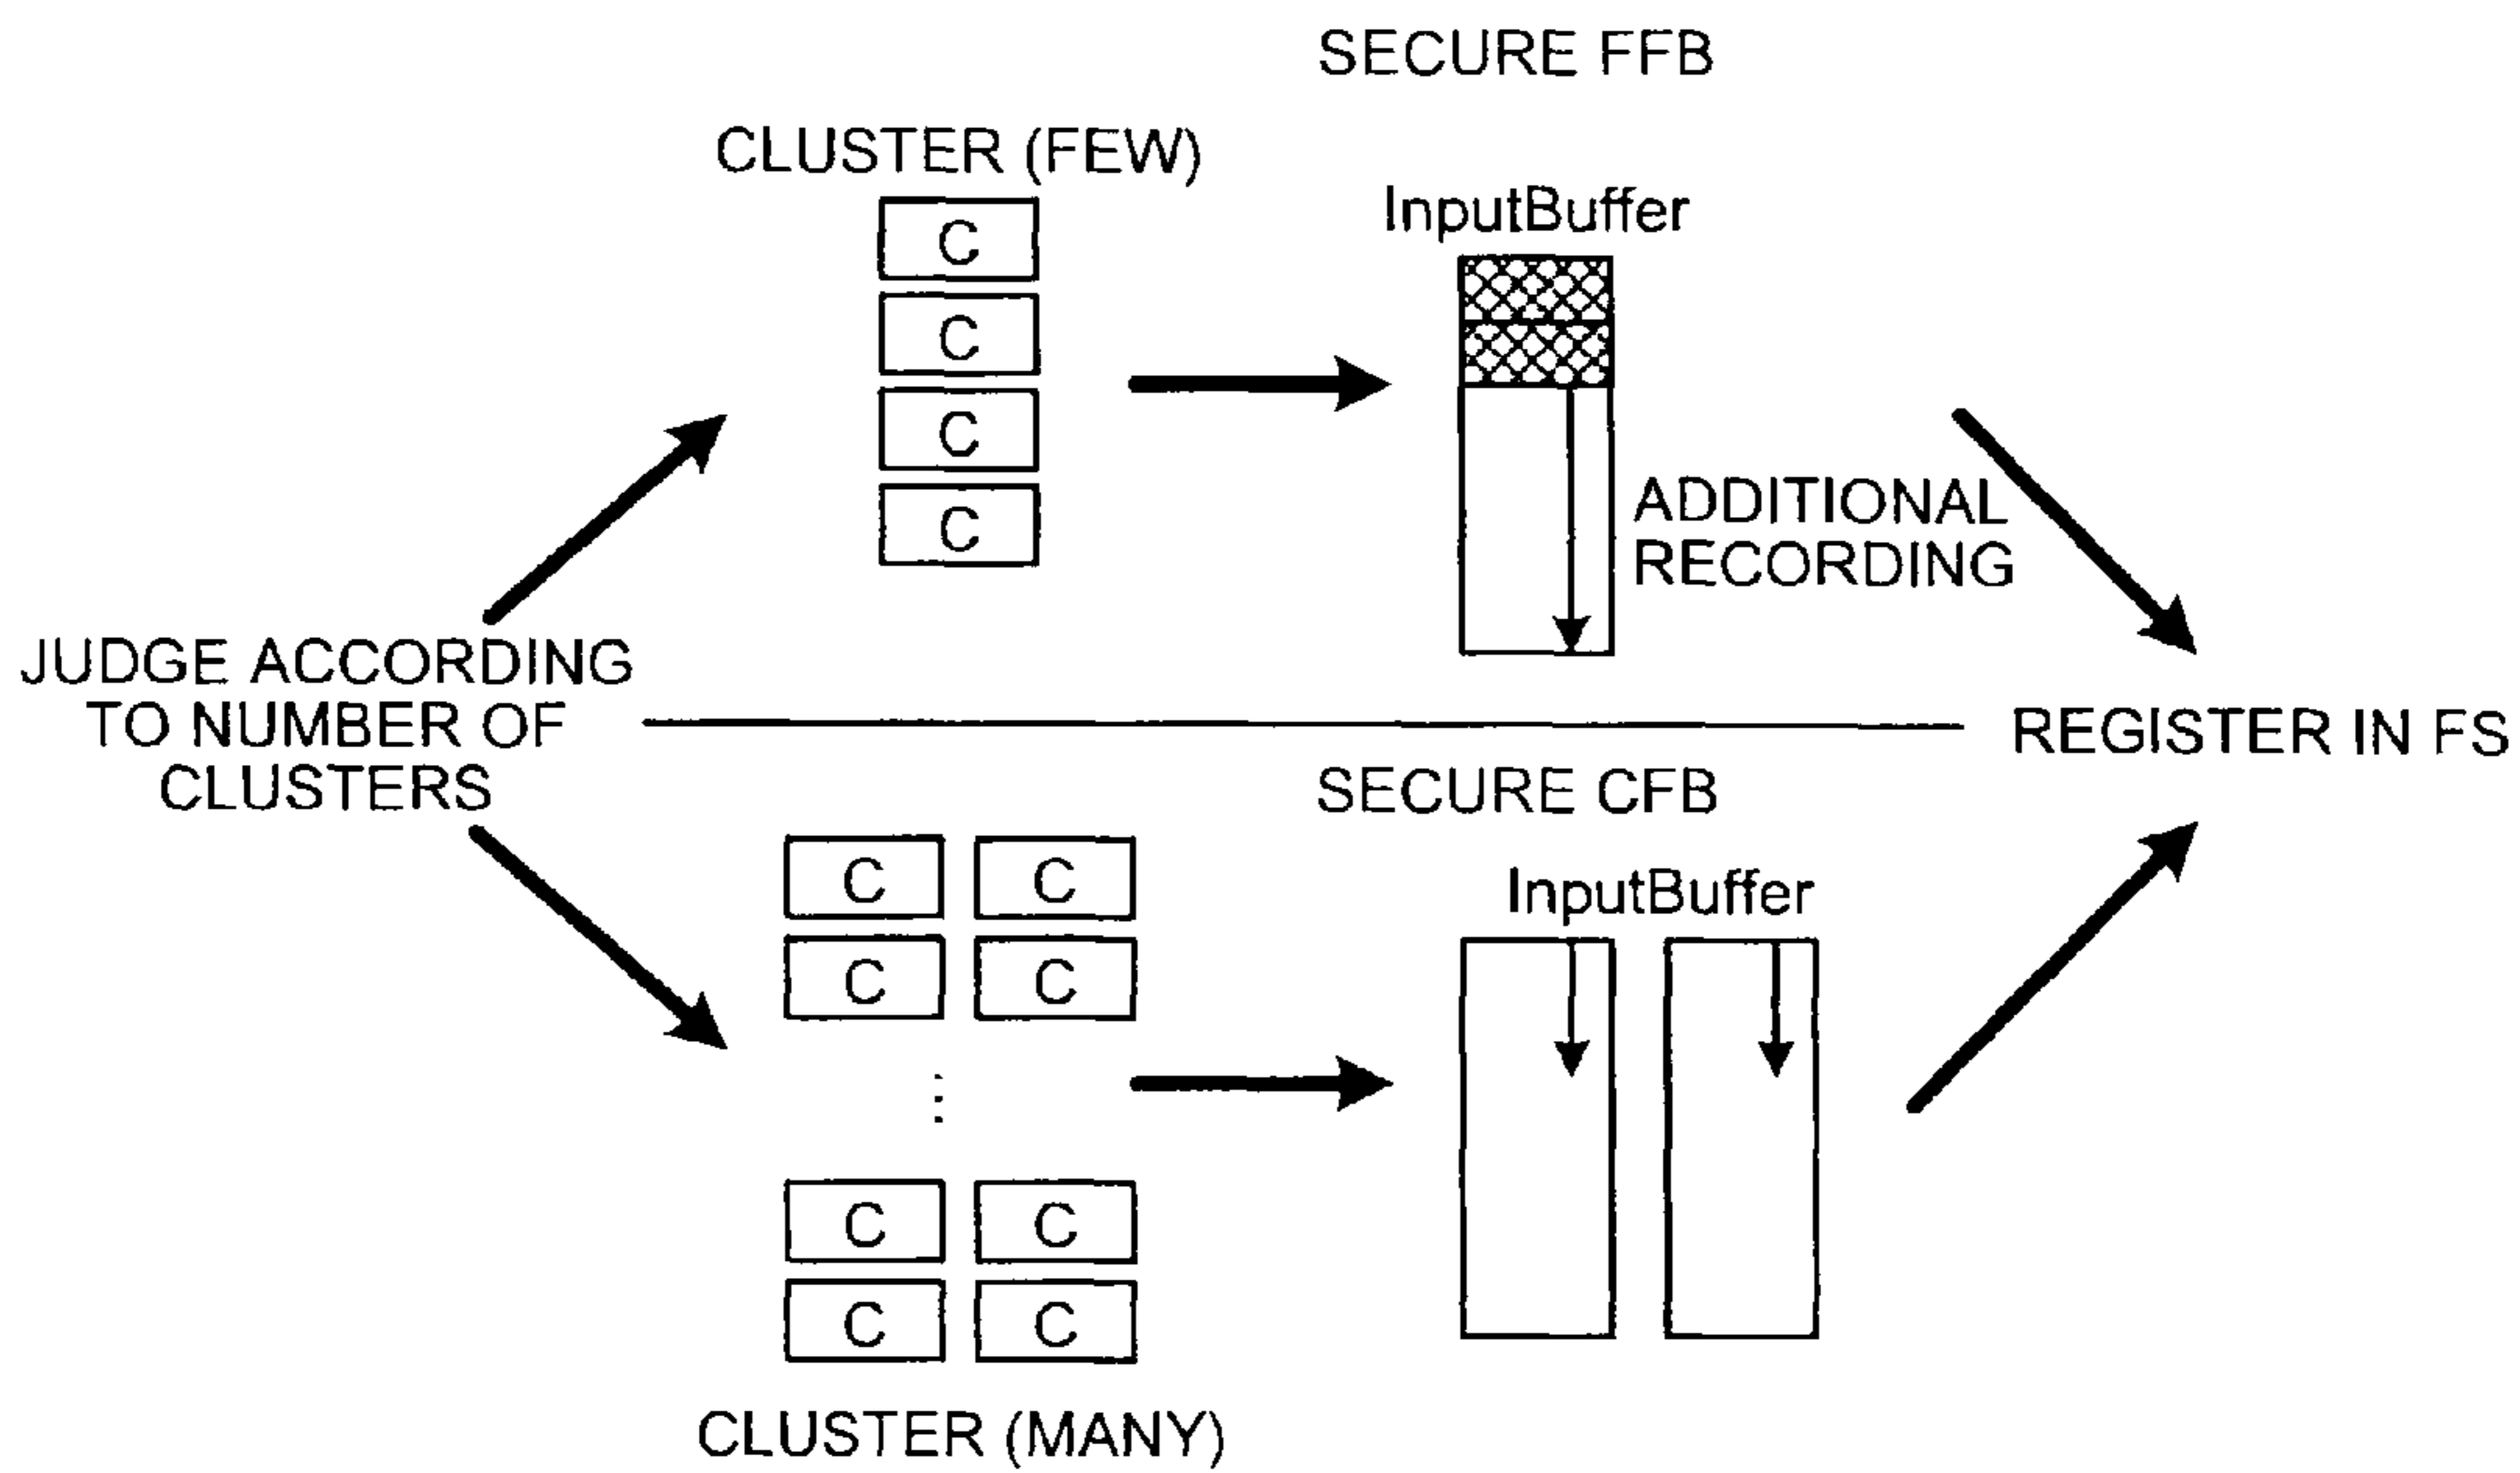 SECURE FFB
CLUSTER (FEW)
InputBuffer
C
C
C
C
ADDITIONAL
RECORDING
JUDGE ACCORDING
TO NUMBER OF
CLUSTERS
REGISTER IN FS
SECURE CFB
InputBuffer
C C
C C
⋮
C C
C C
CLUSTER (MANY)